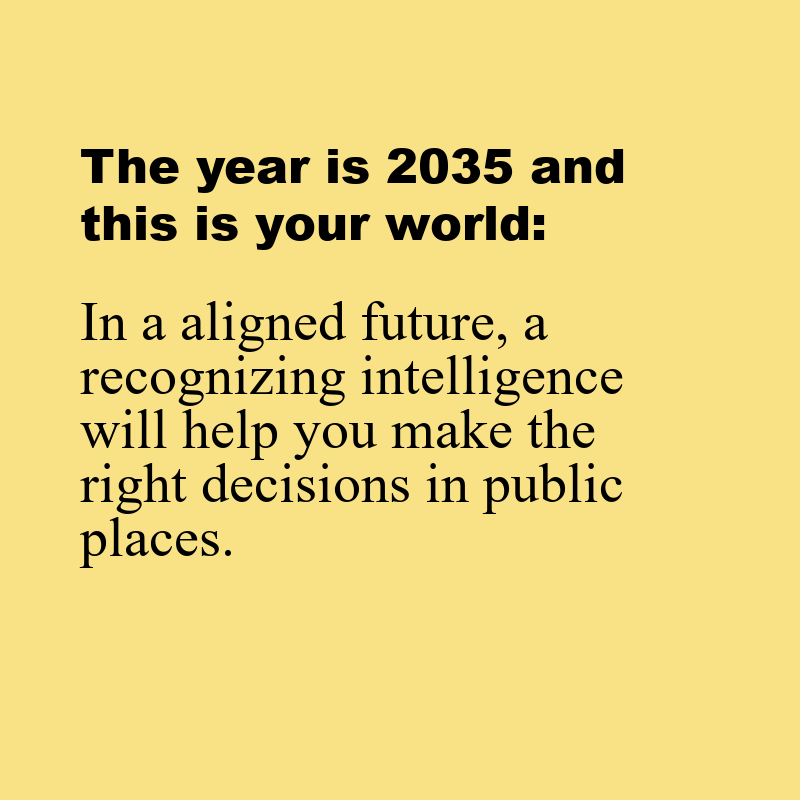 The year is 2035 and
this is your world:
In a aligned future, a
recognizing intelligence
will help you make the
right decisions in public
places.